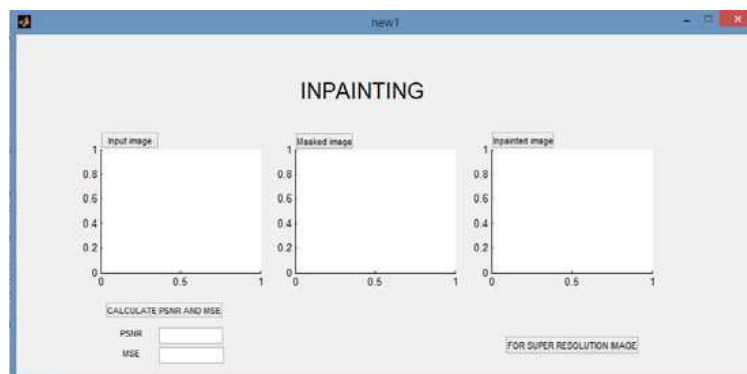 new1
INPAINTING
Input image Masked image Inpainted image
1 1 1
0.8 0.8 0.8
0.6 0.6 0.6
0.4 0.4 0.4
0.2 0.2 0.2
0 0 0
0 0.5 1 0 0.5 1 0 0.5 1
CALCULATE PSNR AND MSE
PSNR
MSE
FOR SUPER RESOLUTION IMAGE